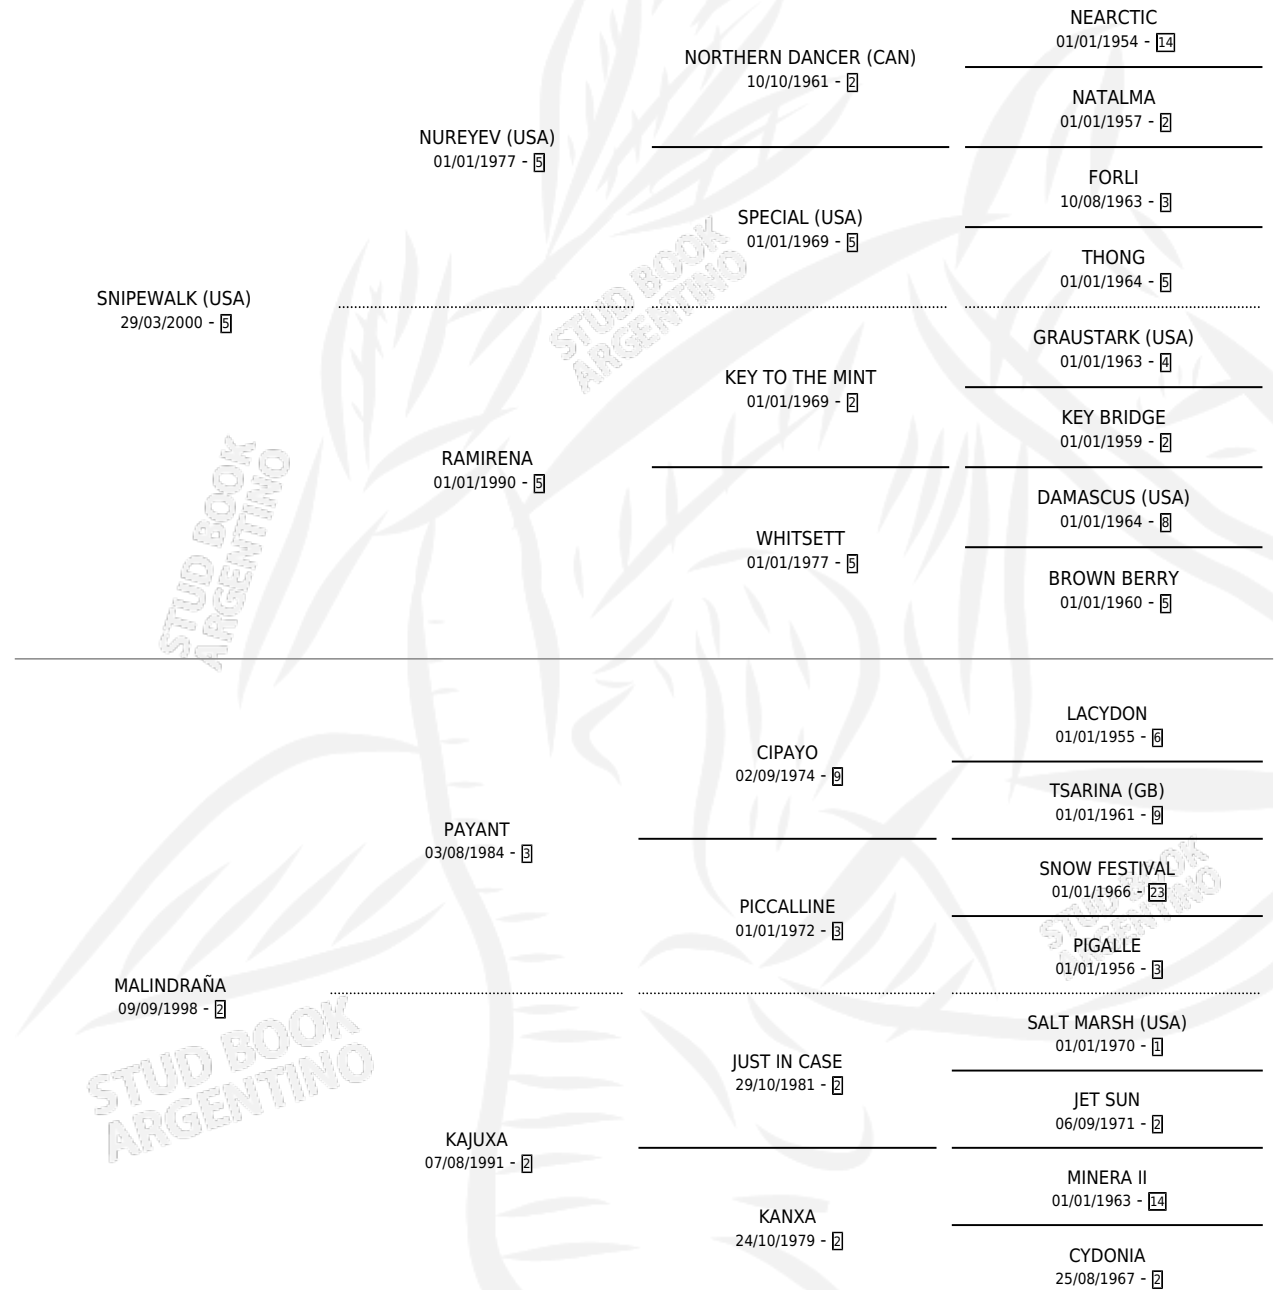 NEARCTIC
01/01/1954 - 14
NORTHERN DANCER (CAN)
10/10/1961 - 2
NATALMA
01/01/1957 - 2
NUREYEV (USA)
01/01/1977 - 5
FORLI
10/08/1963 - 3
SPECIAL (USA)
01/01/1969 - 5
THONG
01/01/1964 - 5
SNIPEWALK (USA)
29/03/2000 - 5
GRAUSTARK (USA)
01/01/1963 - 4
KEY TO THE MINT
01/01/1969 - 2
KEY BRIDGE
01/01/1959 - 2
RAMIRENA
01/01/1990 - 5
DAMASCUS (USA)
01/01/1964 - 8
WHITSETT
01/01/1977 - 5
BROWN BERRY
01/01/1960 - 5
LACYDON
01/01/1955 - 6
CIPAYO
02/09/1974 - 9
TSARINA (GB)
01/01/1961 - 9
PAYANT
03/08/1984 - 3
SNOW FESTIVAL
01/01/1966 - 23
PICCALLINE
01/01/1972 - 3
PIGALLE
01/01/1956 - 3
MALINDRAÑA
09/09/1998 - 2
SALT MARSH (USA)
01/01/1970 - 1
JUST IN CASE
29/10/1981 - 2
JET SUN
06/09/1971 - 2
KAJUXA
07/08/1991 - 2
MINERA II
01/01/1963 - 14
KANXA
24/10/1979 - 2
CYDONIA
25/08/1967 - 2
STUD BOOK
ARGENTINO
STUD BOOK
ARGENTINO
STUD BOOK
ARGENTINO
STUD BOOK
ARGENTINO